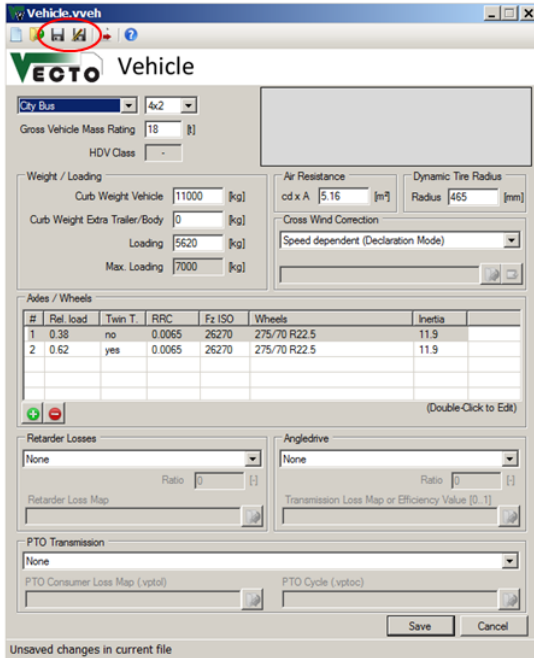 Vehicle.vveh
VECTO Vehicle
City Bus 4x2
Gross Vehicle Mass Rating 18 [t]
HDV Class -
Weight / Loading
Curb Weight Vehicle 11000 [kg]
Curb Weight Extra Trailer/Body 0 [kg]
Loading 5620 [kg]
Max. Loading 7000 [kg]
Air Resistance
cd x A 5.16 [m²]
Dynamic Tire Radius
Radius 465 [mm]
Cross Wind Correction
Speed dependent (Declaration Mode)
Axles / Wheels
# Rel. load Twin T. RRC Fz ISO Wheels Inertia
1 0.38 no 0.0065 26270 275/70 R22.5 11.9
2 0.62 yes 0.0065 26270 275/70 R22.5 11.9
(Double-Click to Edit)
Retarder Losses
None
Ratio 0 [-]
Retarder Loss Map
Angledrive
None
Ratio 0 [-]
Transmission Loss Map or Efficiency Value [0..1]
PTO Transmission
None
PTO Consumer Loss Map (.vptol)
PTO Cycle (.vptoc)
Save Cancel
Unsaved changes in current file